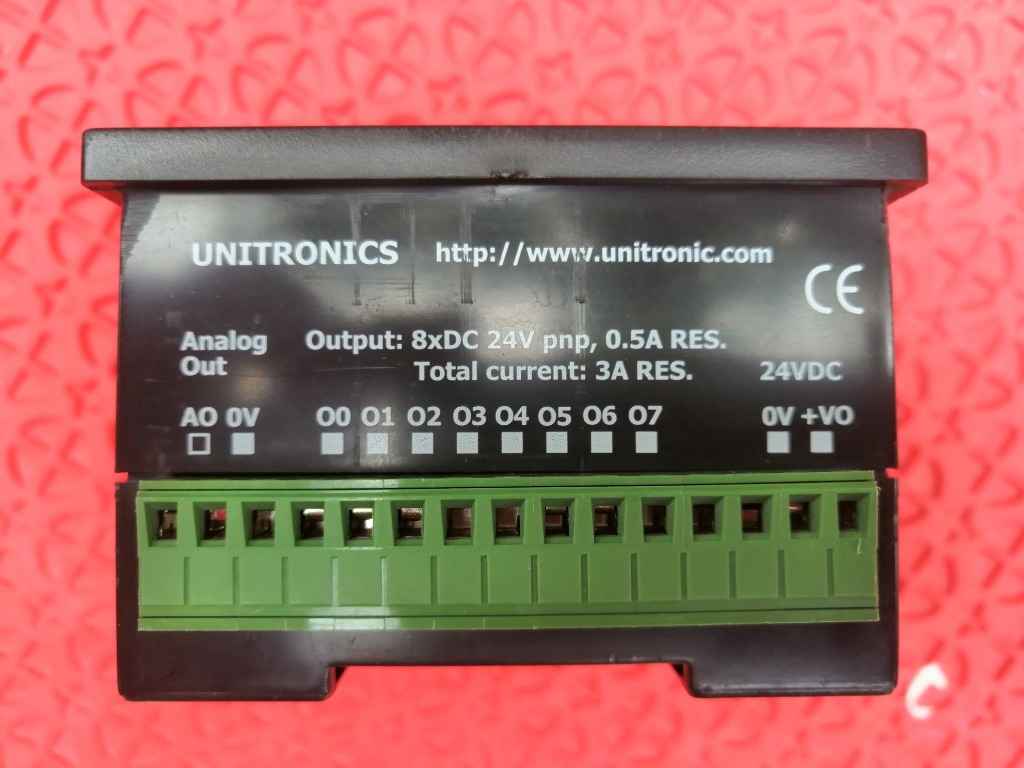 UNITRONICS http://www.unitronic.com
CE
Analog Output: 8xDC 24V pnp, 0.5A RES.
Out Total current: 3A RES. 24VDC
AO 0V O0 O1 O2 O3 O4 O5 O6 O7 0V +VO